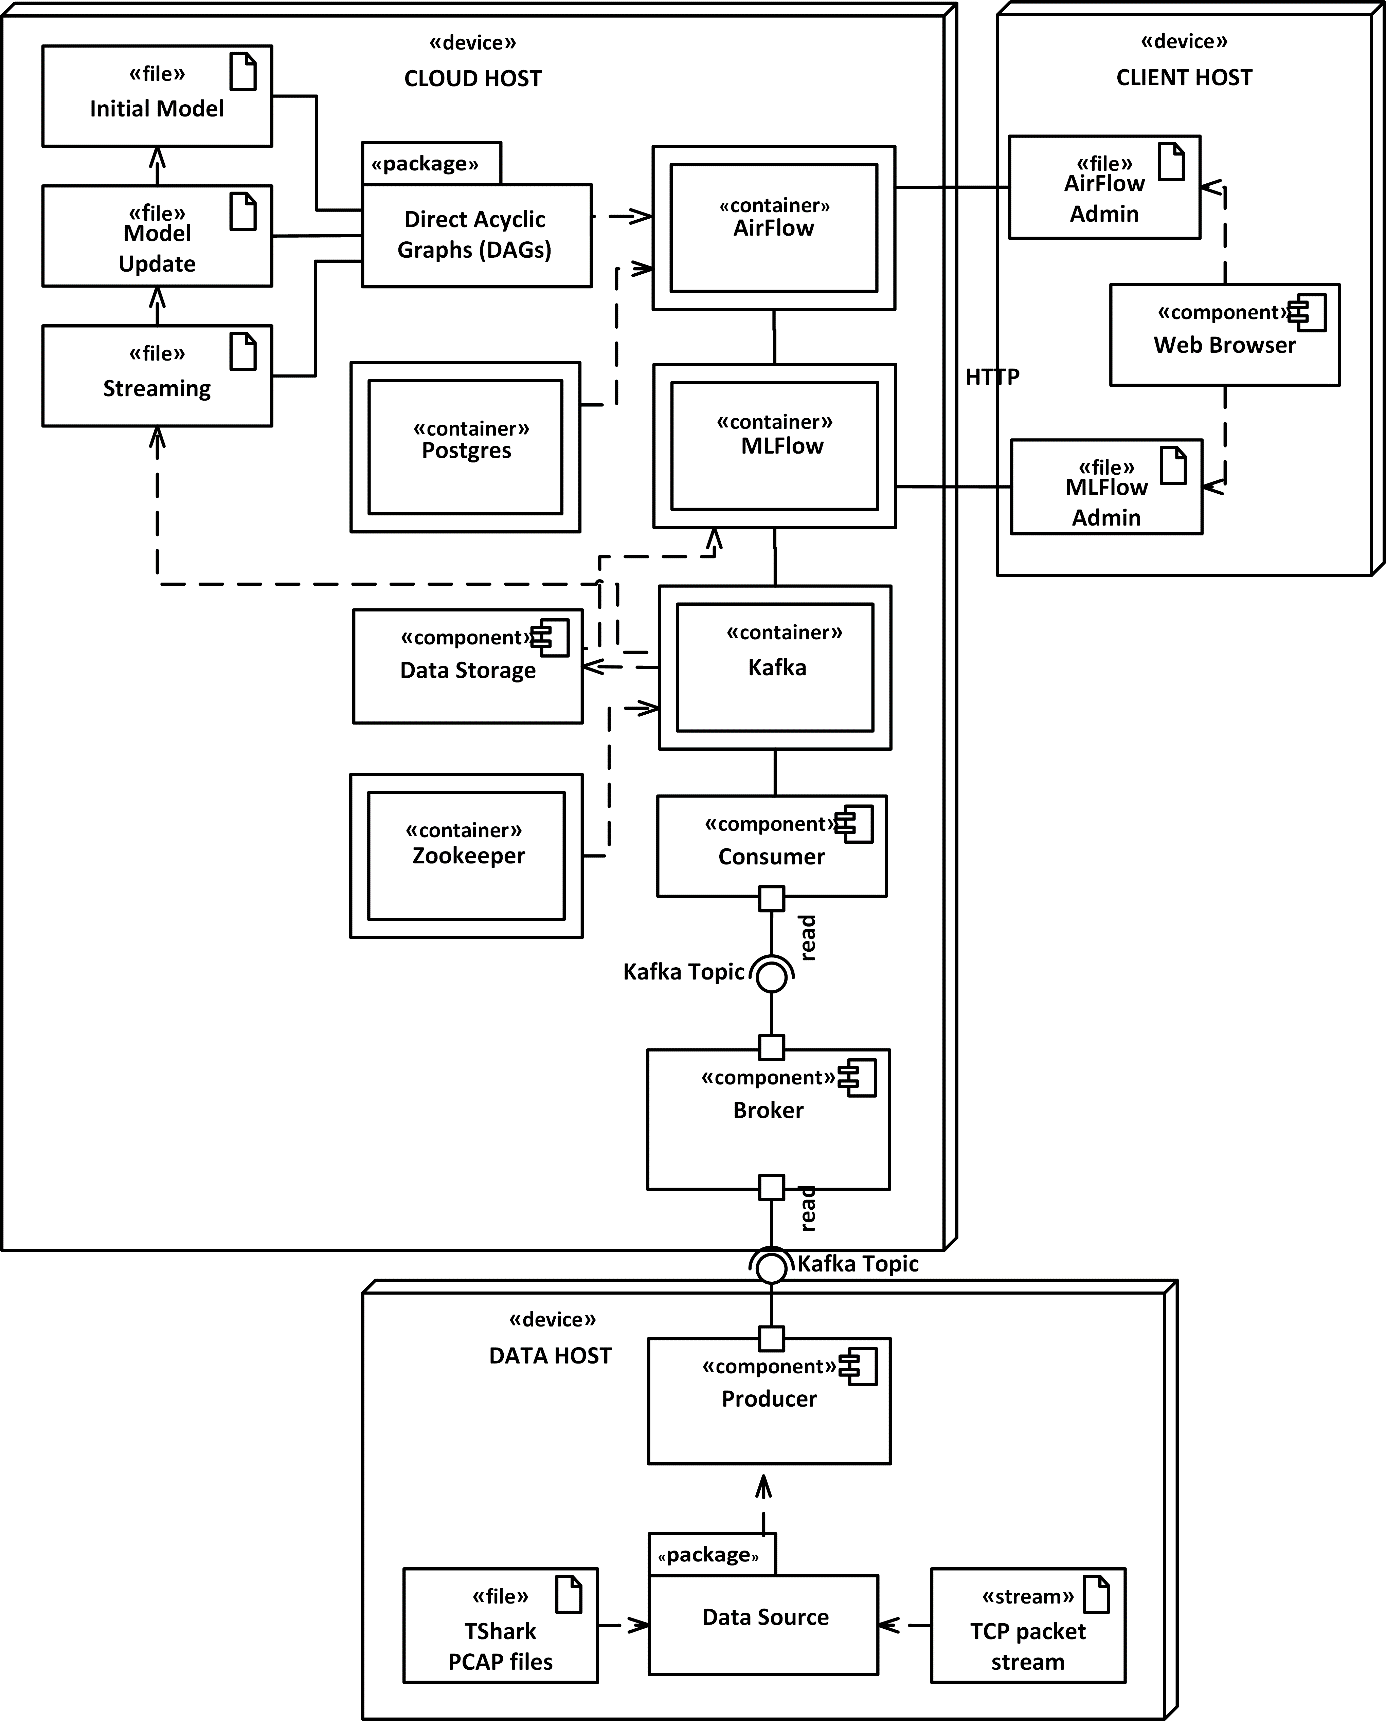 «device»
CLOUD HOST
«file»
Initial Model
«file»
Model
Update
«file»
Streaming
«package»
Direct Acyclic
Graphs (DAGs)
«container»
AirFlow
«container»
Postgres
«container»
MLFlow
«component»
Data Storage
«container»
Kafka
«container»
Zookeeper
«component»
Consumer
read
Kafka Topic
«component»
Broker
read
Kafka Topic
«device»
CLIENT HOST
«file»
AirFlow
Admin
«component»
Web Browser
HTTP
«file»
MLFlow
Admin
«device»
DATA HOST
«component»
Producer
«package»
Data Source
«file»
TShark
PCAP files
«stream»
TCP packet
stream